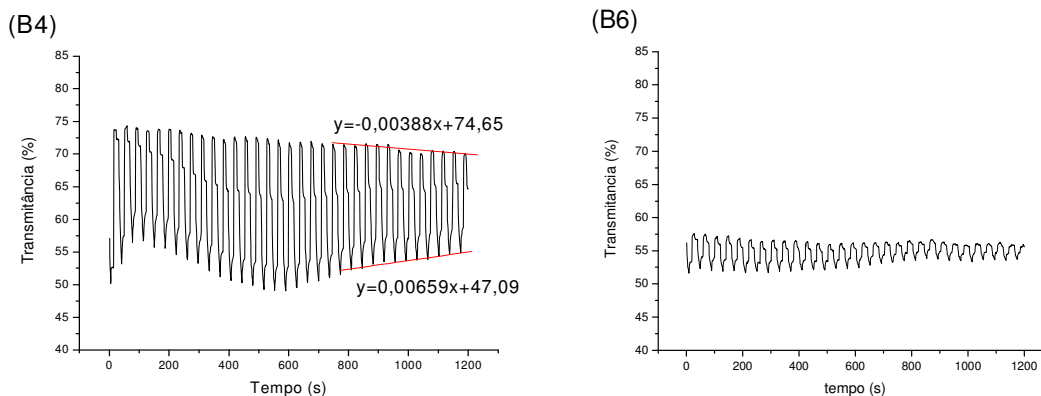 (B4)
85
80
75
70
65
60
55
50
45
40
Transmitância (%)
y=-0,00388x+74,65
y=0,00659x+47,09
0 200 400 600 800 1000 1200
Tempo (s)
(B6)
85
80
75
70
65
60
55
50
45
40
Transmitancia (%)
0 200 400 600 800 1000 1200
tempo (s)